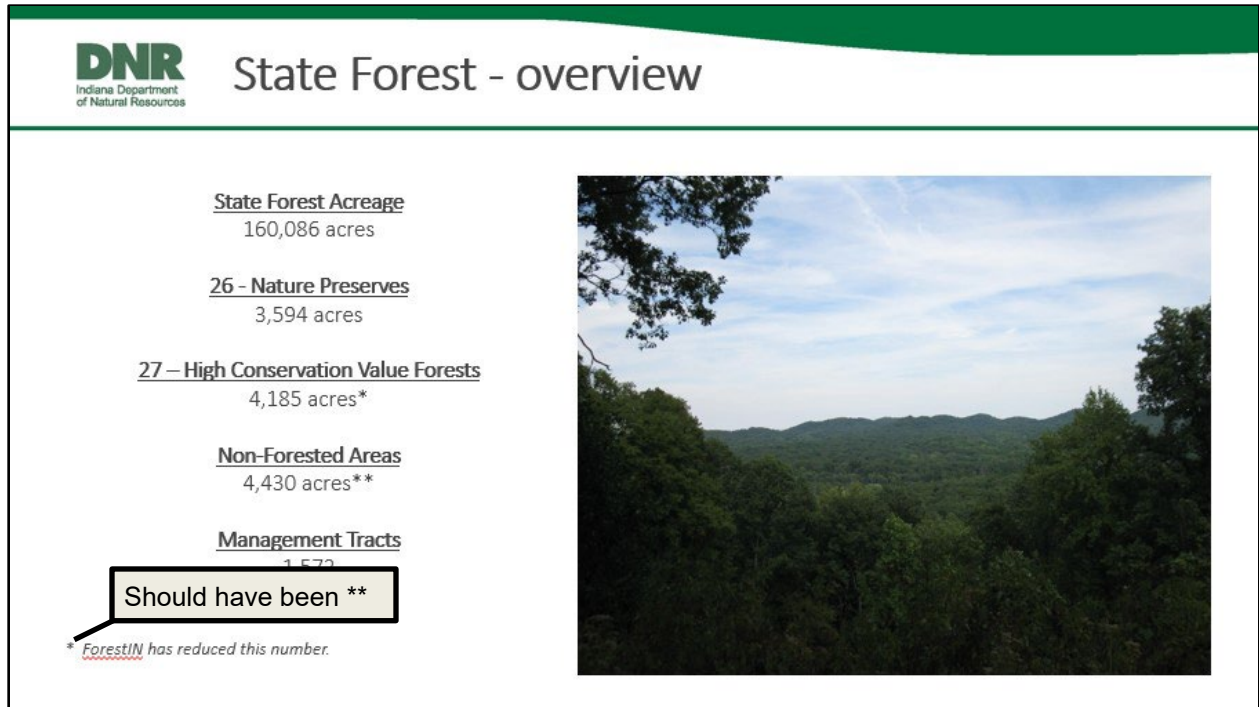 DNR
Indiana Department
of Natural Resources
State Forest - overview
State Forest Acreage
160,086 acres
26 - Nature Preserves
3,594 acres
27 – High Conservation Value Forests
4,185 acres*
Non-Forested Areas
4,430 acres**
Management Tracts
1,572
Should have been **
* ForestIN has reduced this number.